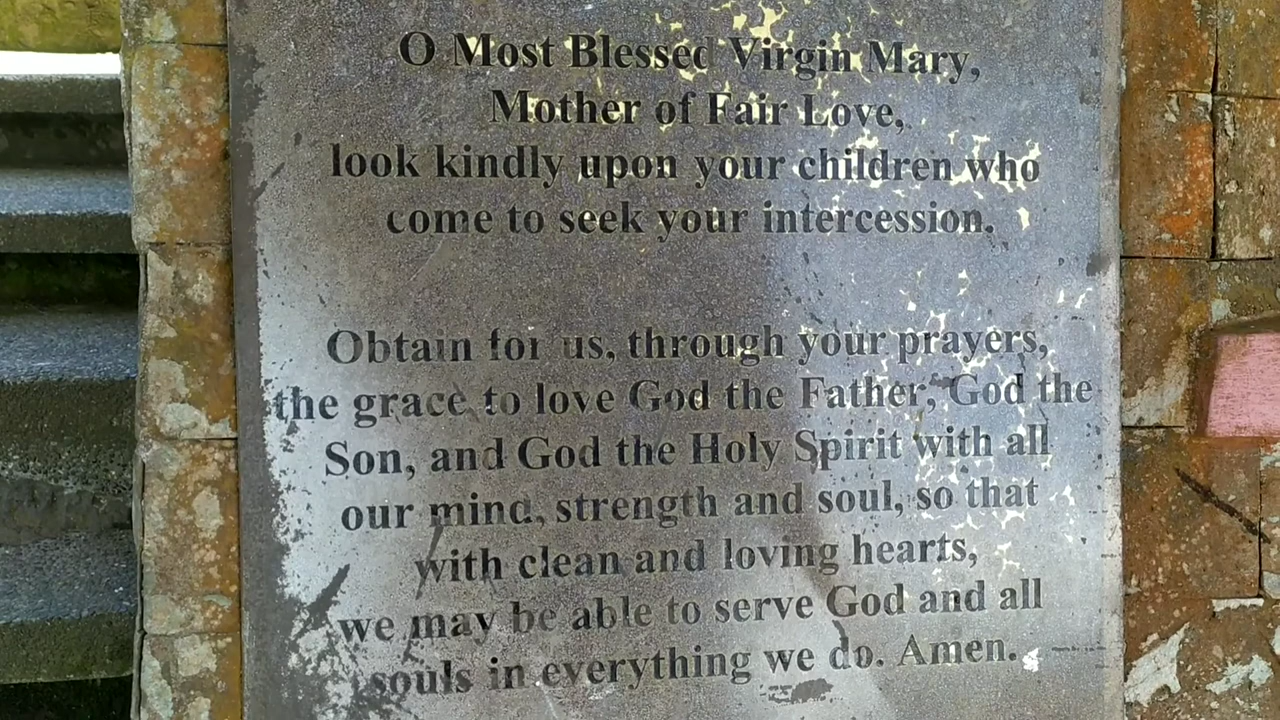 O Most Blessed Virgin Mary,
Mother of Fair Love,
look kindly upon your children who
come to seek your intercession.
Obtain for us, through your prayers,
the grace to love God the Father, God the
Son, and God the Holy Spirit with all
our mind, strength and soul, so that
with clean and loving hearts,
we may be able to serve God and all
souls in everything we do. Amen.